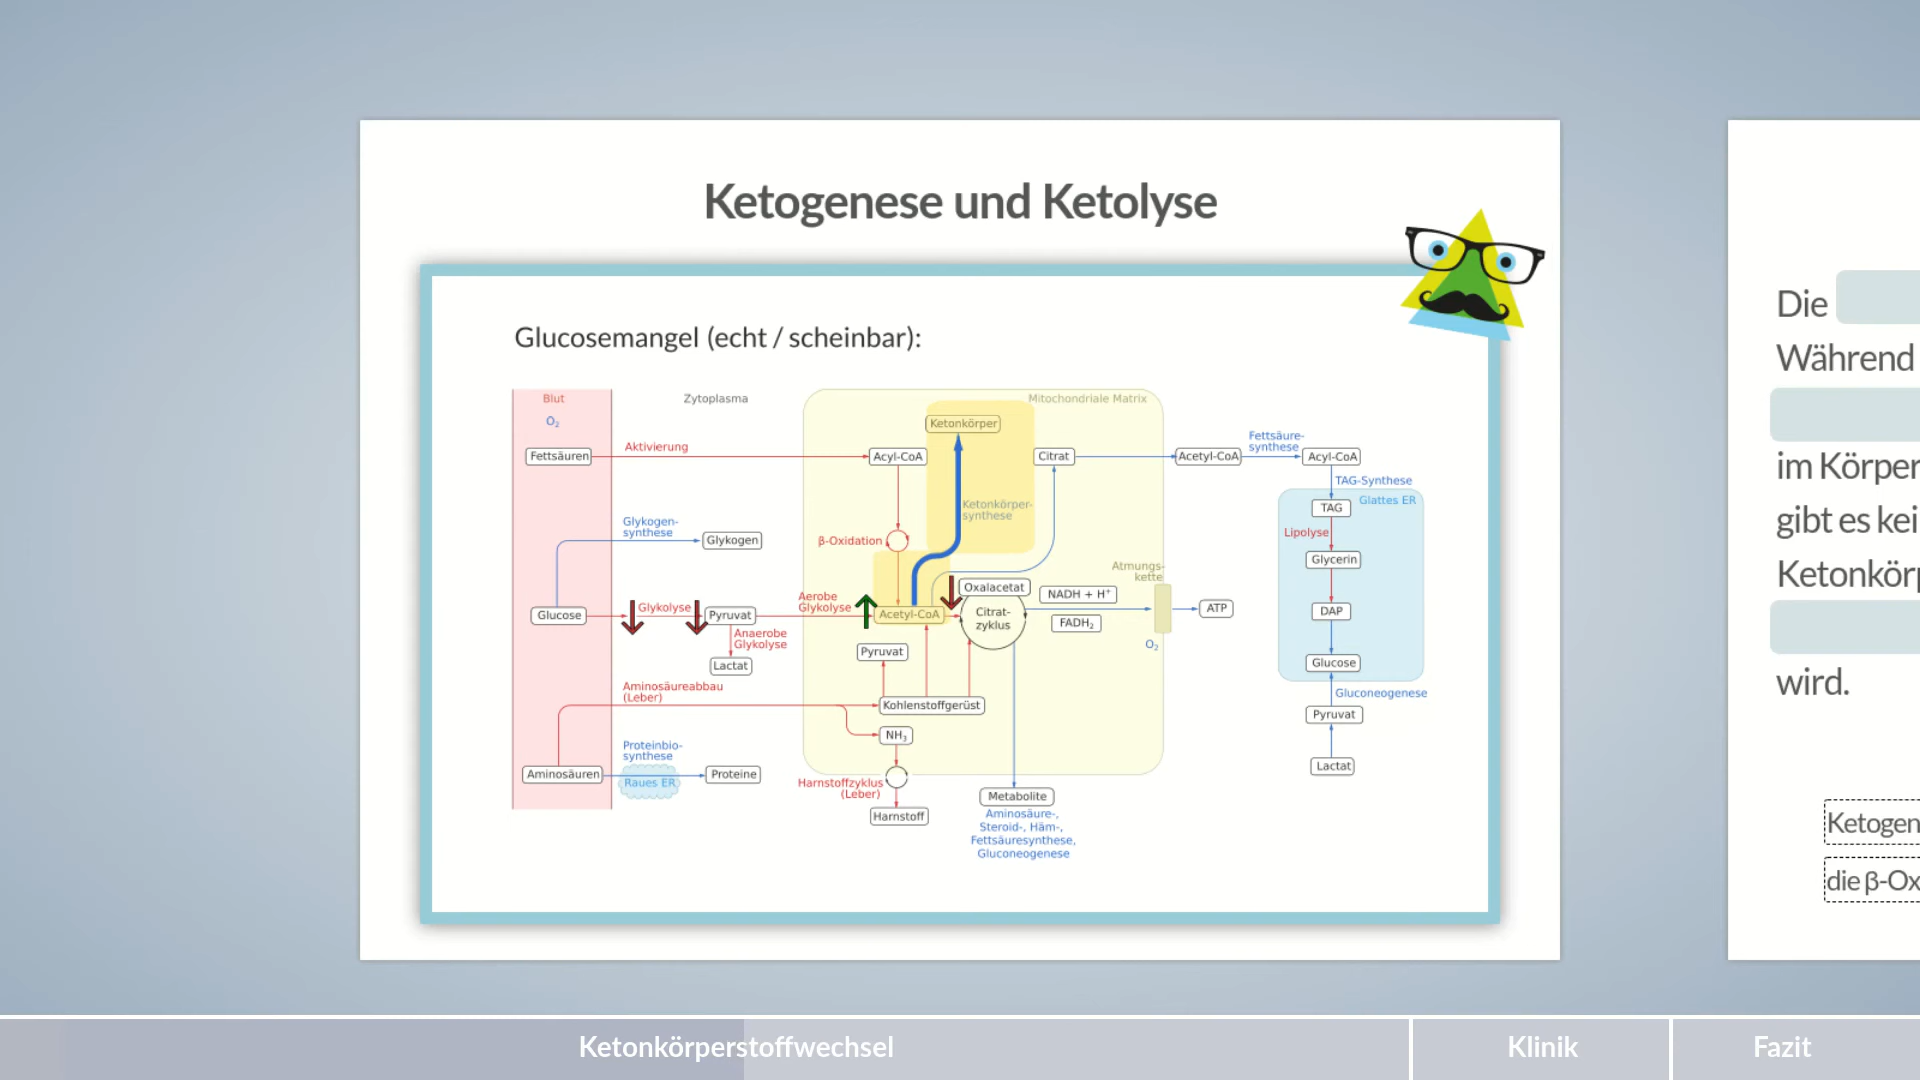 Ketogenese und Ketolyse
Glucosemangel (echt / scheinbar):
Blut
O₂
Zytoplasma
Mitochondriale Matrix
Ketonkörper
Fettsäuren
Aktivierung
Acyl-CoA
Citrat
Acetyl-CoA
Fettsäure-
synthese
Acyl-CoA
TAG-Synthese
Glattes ER
TAG
Lipolyse
Glycerin
DAP
Glucose
Gluconeogenese
Pyruvat
Lactat
Ketonkörper-
synthese
Glykogen-
synthese
Glykogen
β-Oxidation
Atmungs-
kette
Oxalacetat
NADH + H⁺
FADH₂
ATP
O₂
Citrat-
zyklus
Glucose
Glykolyse
Pyruvat
Aerobe
Glykolyse
Acetyl-CoA
Anaerobe
Glykolyse
Lactat
Pyruvat
Aminosäureabbau
(Leber)
Kohlenstoffgerüst
NH₃
Proteinbio-
synthese
Aminosäuren
Raues ER
Proteine
Harnstoffzyklus
(Leber)
Harnstoff
Metabolite
Aminosäure-,
Steroid-, Häm-,
Fettsäuresynthese,
Gluconeogenese
Die
Während
im Körper
gibt es kei
Ketonkörp
wird.
Ketogen
die β-Ox
Ketonkörperstoffwechsel
Klinik
Fazit